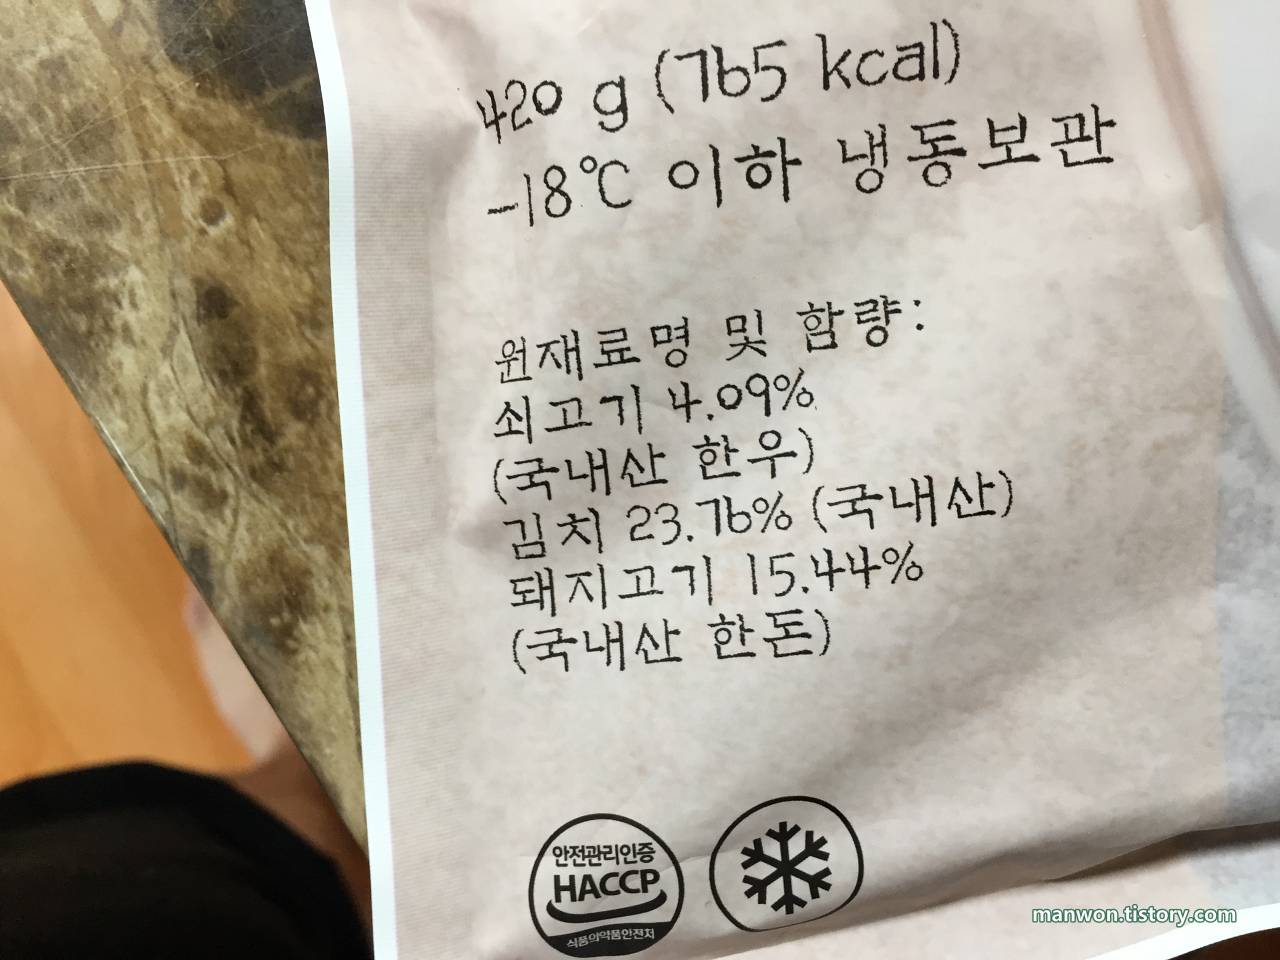 420 g (765 kcal)
-18℃ 이하 냉동보관
원재료명 및 함량:
쇠고기 4.09%
(국내산 한우)
김치 23.76% (국내산)
돼지고기 15.44%
(국내산 한돈)
안전관리인증
HACCP
식품의약품안전처
manwon.tistory.com